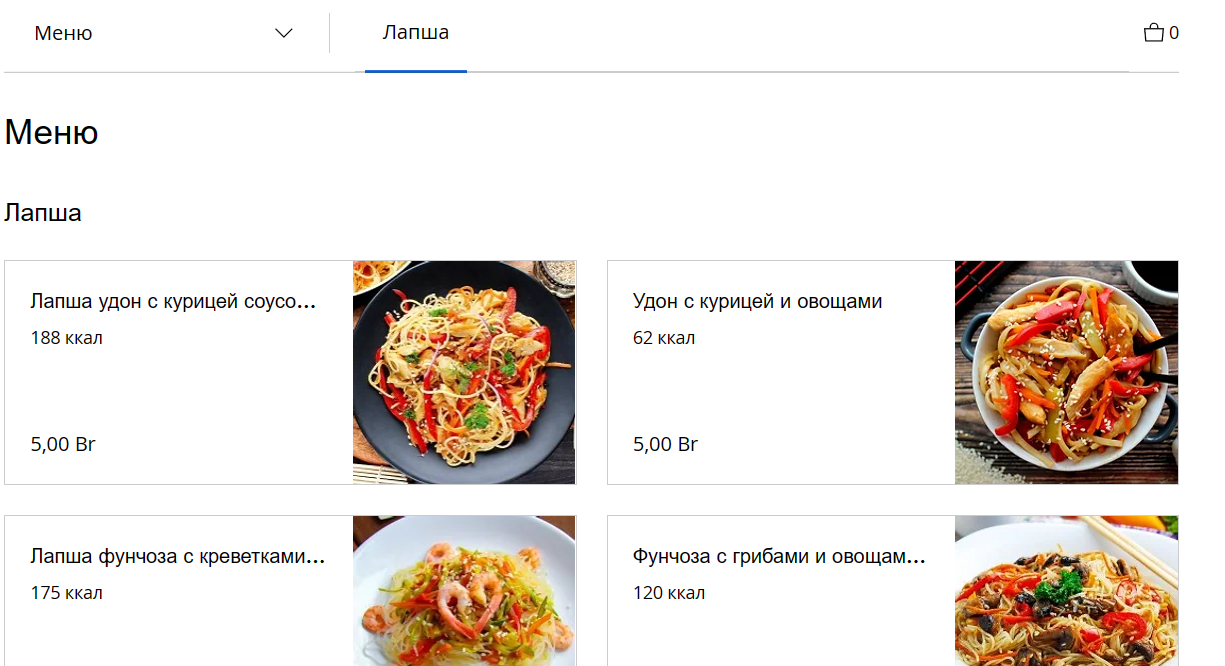 Меню
Лапша
0
Меню
Лапша
Лапша удон с курицей соусо...
188 ккал
5,00 Br
Удон с курицей и овощами
62 ккал
5,00 Br
Лапша фунчоза с креветками...
175 ккал
Фунчоза с грибами и овощам...
120 ккал